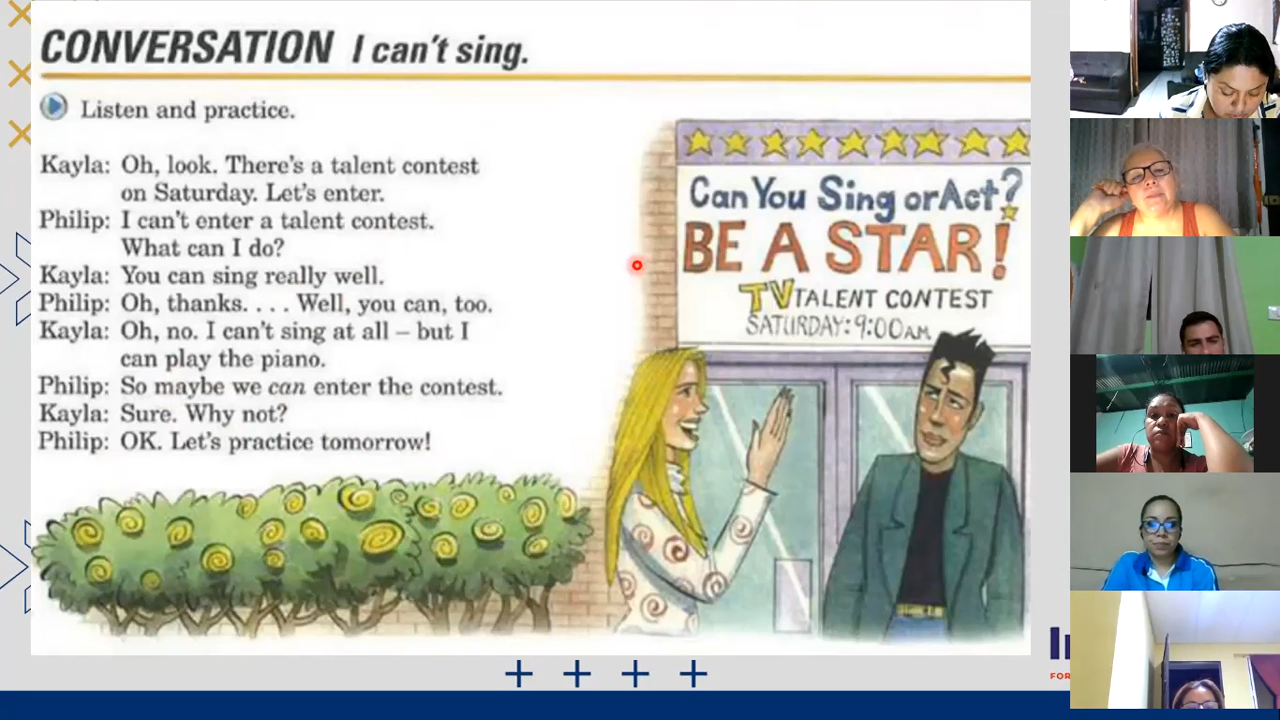 CONVERSATION I can't sing.
Listen and practice.
Kayla: Oh, look. There's a talent contest
on Saturday. Let's enter.
Philip: I can't enter a talent contest.
What can I do?
Kayla: You can sing really well.
Philip: Oh, thanks. . . . Well, you can, too.
Kayla: Oh, no. I can't sing at all – but I
can play the piano.
Philip: So maybe we can enter the contest.
Kayla: Sure. Why not?
Philip: OK. Let's practice tomorrow!
Can You Sing or Act?
BE A STAR!
TV TALENT CONTEST
SATURDAY: 9:00 AM